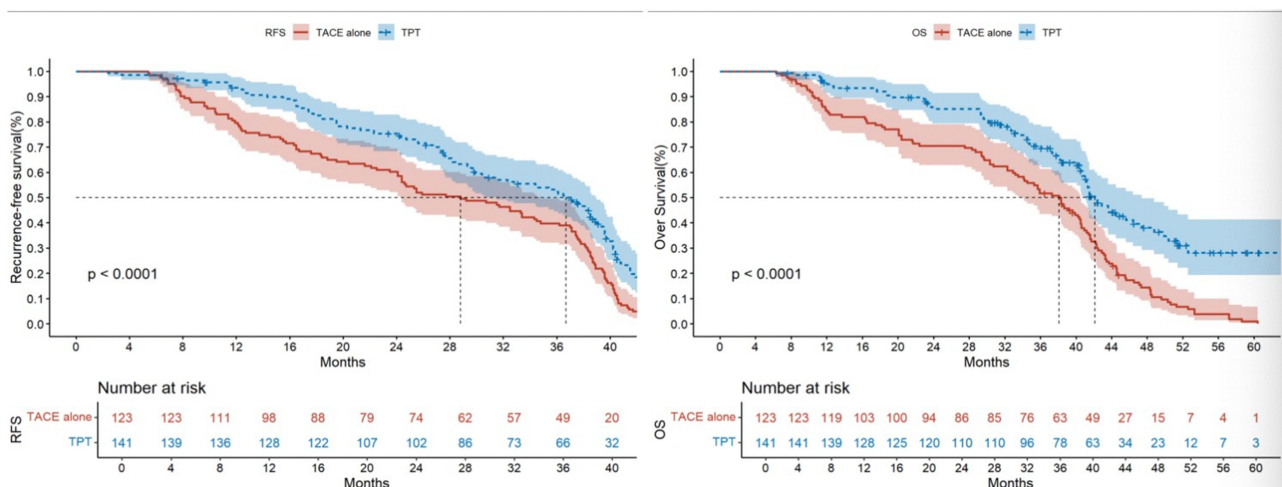 RFS TACE alone TPT
Recurrence-free survival(%)
1.0
0.9
0.8
0.7
0.6
0.5
0.4
0.3
0.2
0.1
0.0
p < 0.0001
0 4 8 12 16 20 24 28 32 36 40
Months
Number at risk
RFS
TACE alone 123 123 111 98 88 79 74 62 57 49 20
TPT 141 139 136 128 122 107 102 86 73 66 32
0 4 8 12 16 20 24 28 32 36 40
Months
OS TACE alone TPT
Over Survival(%)
1.0
0.9
0.8
0.7
0.6
0.5
0.4
0.3
0.2
0.1
0.0
p < 0.0001
0 4 8 12 16 20 24 28 32 36 40 44 48 52 56 60
Months
Number at risk
OS
TACE alone 123 123 119 103 100 94 86 85 76 63 49 27 15 7 4 1
TPT 141 141 139 128 125 120 110 110 96 78 63 34 23 12 7 3
0 4 8 12 16 20 24 28 32 36 40 44 48 52 56 60
Months